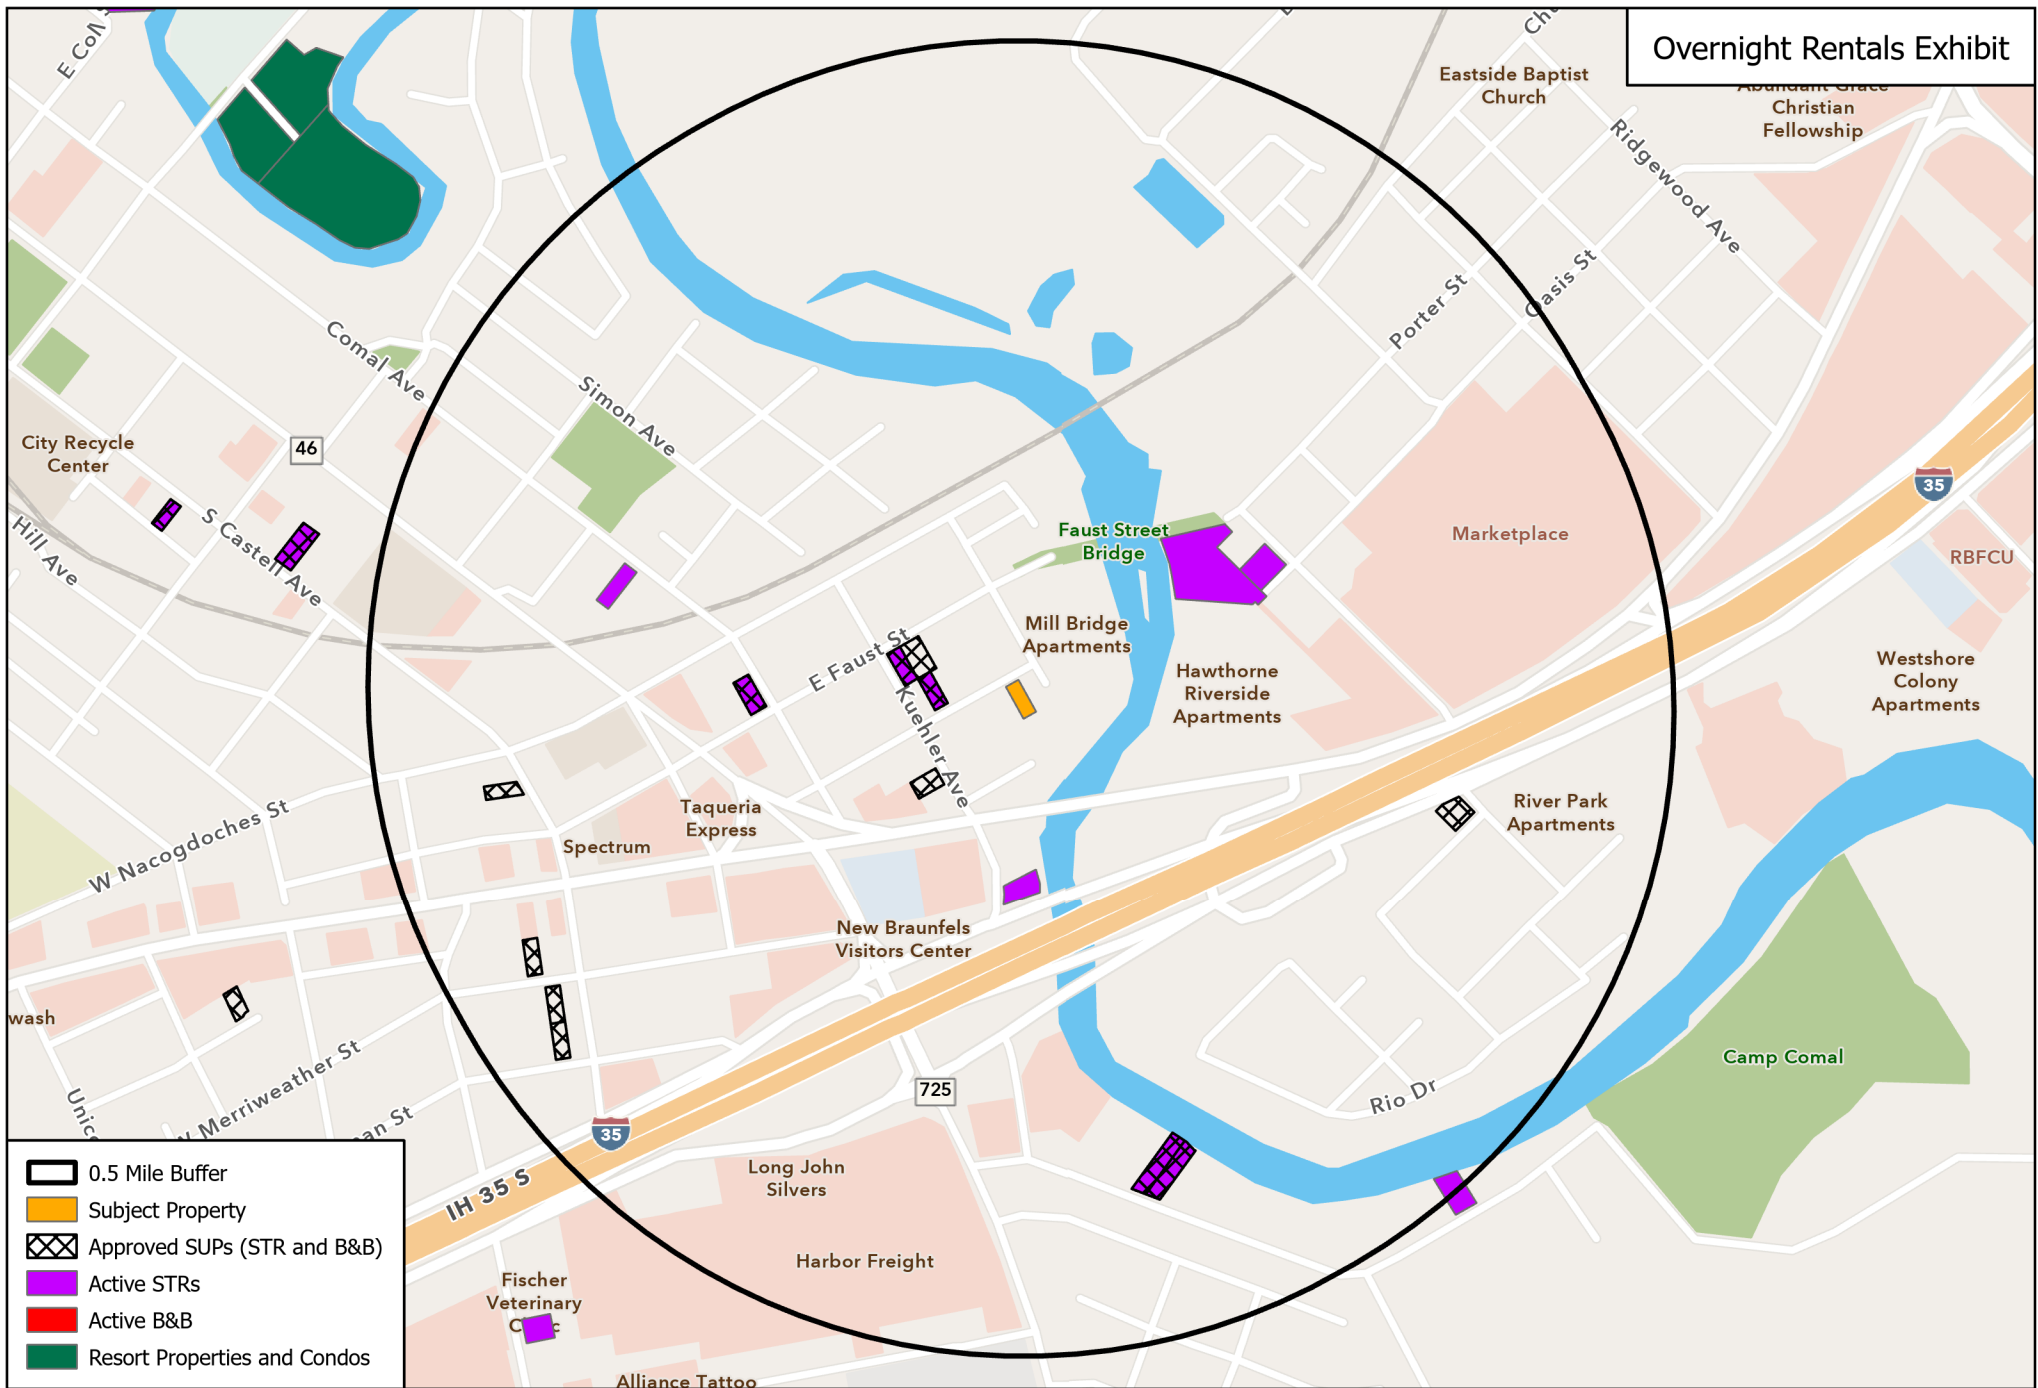 Overnight Rentals Exhibit
Eastside Baptist
Church
Christian
Fellowship
Ridgewood Ave
Oasis St
Porter St
Comal Ave
Simon Ave
City Recycle
Center
46
S Castell Ave
Hill Ave
35
Marketplace
RBFCU
Faust Street
Bridge
Mill Bridge
Apartments
E Faust St
Kuehler Ave
Hawthorne
Riverside
Apartments
Westshore
Colony
Apartments
River Park
Apartments
Taqueria
Express
Spectrum
W Nacogdoches St
New Braunfels
Visitors Center
wash
W Merriweather St
Camp Comal
Rio Dr
725
35
IH 35 S
Long John
Silvers
Harbor Freight
Fischer
Veterinary
Alliance Tattoo
0.5 Mile Buffer
Subject Property
Approved SUPs (STR and B&B)
Active STRs
Active B&B
Resort Properties and Condos